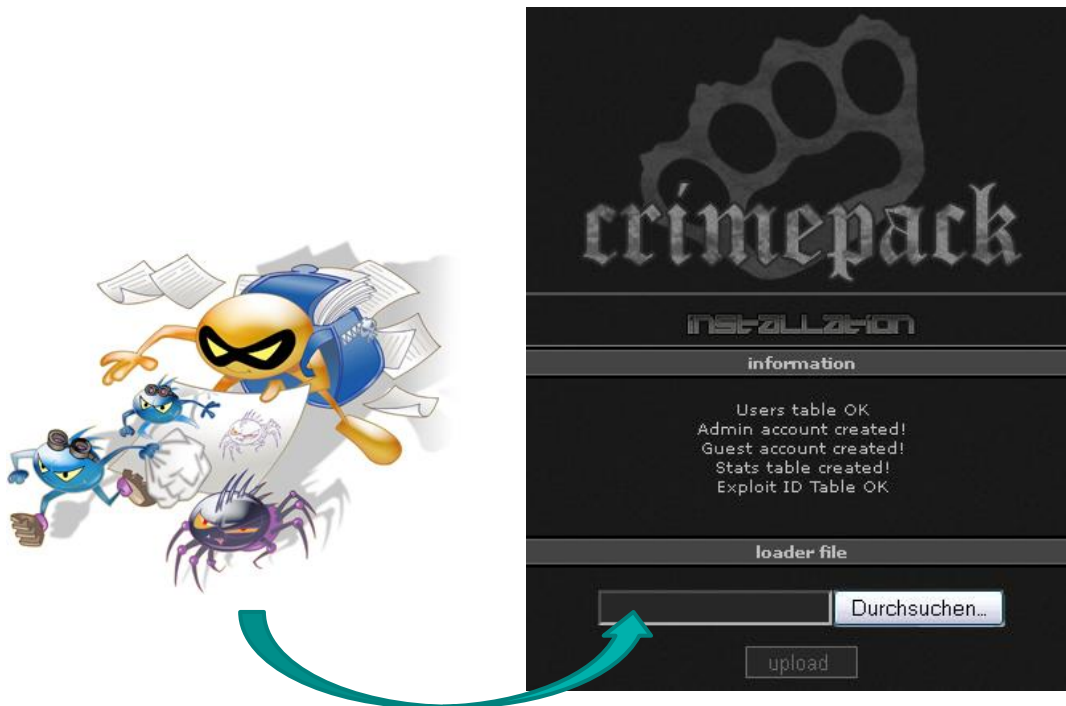 crimepack
installation
information
Users table OK
Admin account created!
Guest account created!
Stats table created!
Exploit ID Table OK
loader file
Durchsuchen...
upload